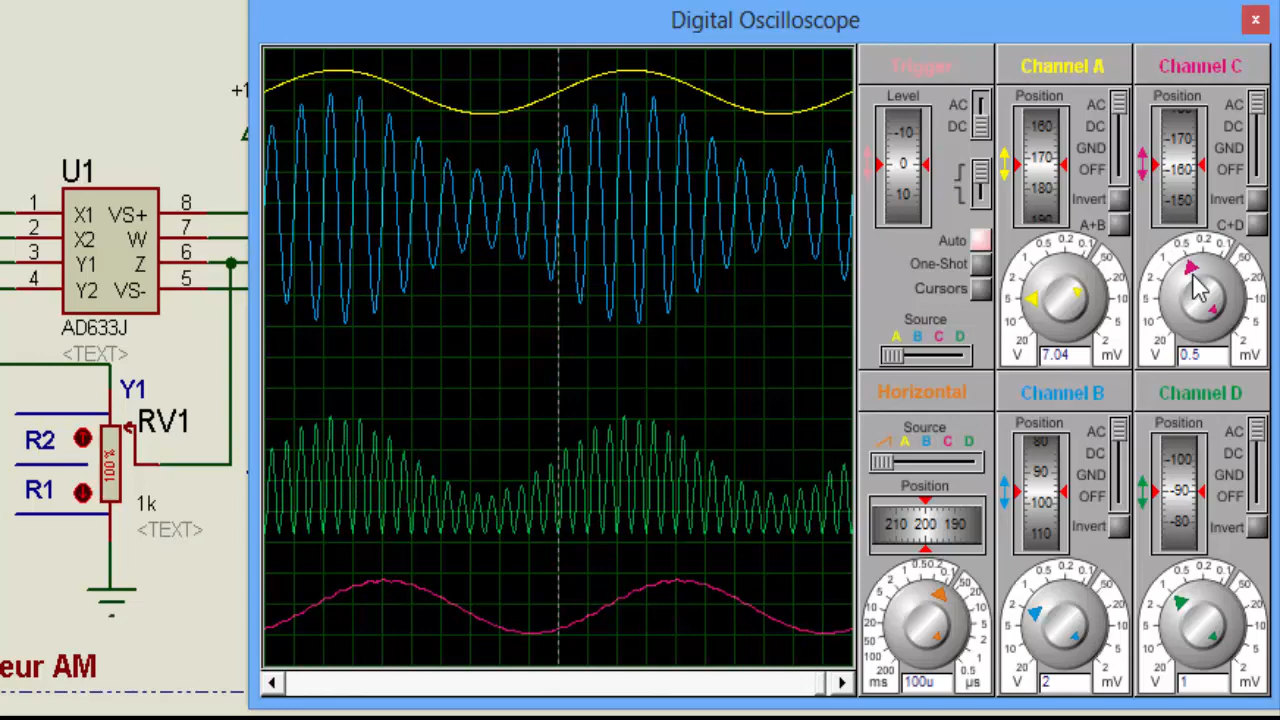 Digital Oscilloscope
x
+1
U1
1 X1 VS+ 8
2 X2 W 7
3 Y1 Z 6
4 Y2 VS- 5
AD633J
<TEXT>
Y1
RV1
R2
R1
100 %
1k
<TEXT>
eur AM
Trigger
Level
AC
DC
-10
0
10
Auto
One-Shot
Cursors
Source
A B C D
Channel A
Position
AC
DC
GND
OFF
Invert
A+B
160
170
180
190
V 7.04 mV
Channel C
Position
AC
DC
GND
OFF
Invert
C+D
-170
-160
-150
V 0.5 mV
Horizontal
Source
A B C D
Position
210 200 190
ms 100u µs
Channel B
Position
AC
DC
GND
OFF
Invert
80
90
100
110
V 2 mV
Channel D
Position
AC
DC
GND
OFF
Invert
-100
-90
-80
V 1 mV